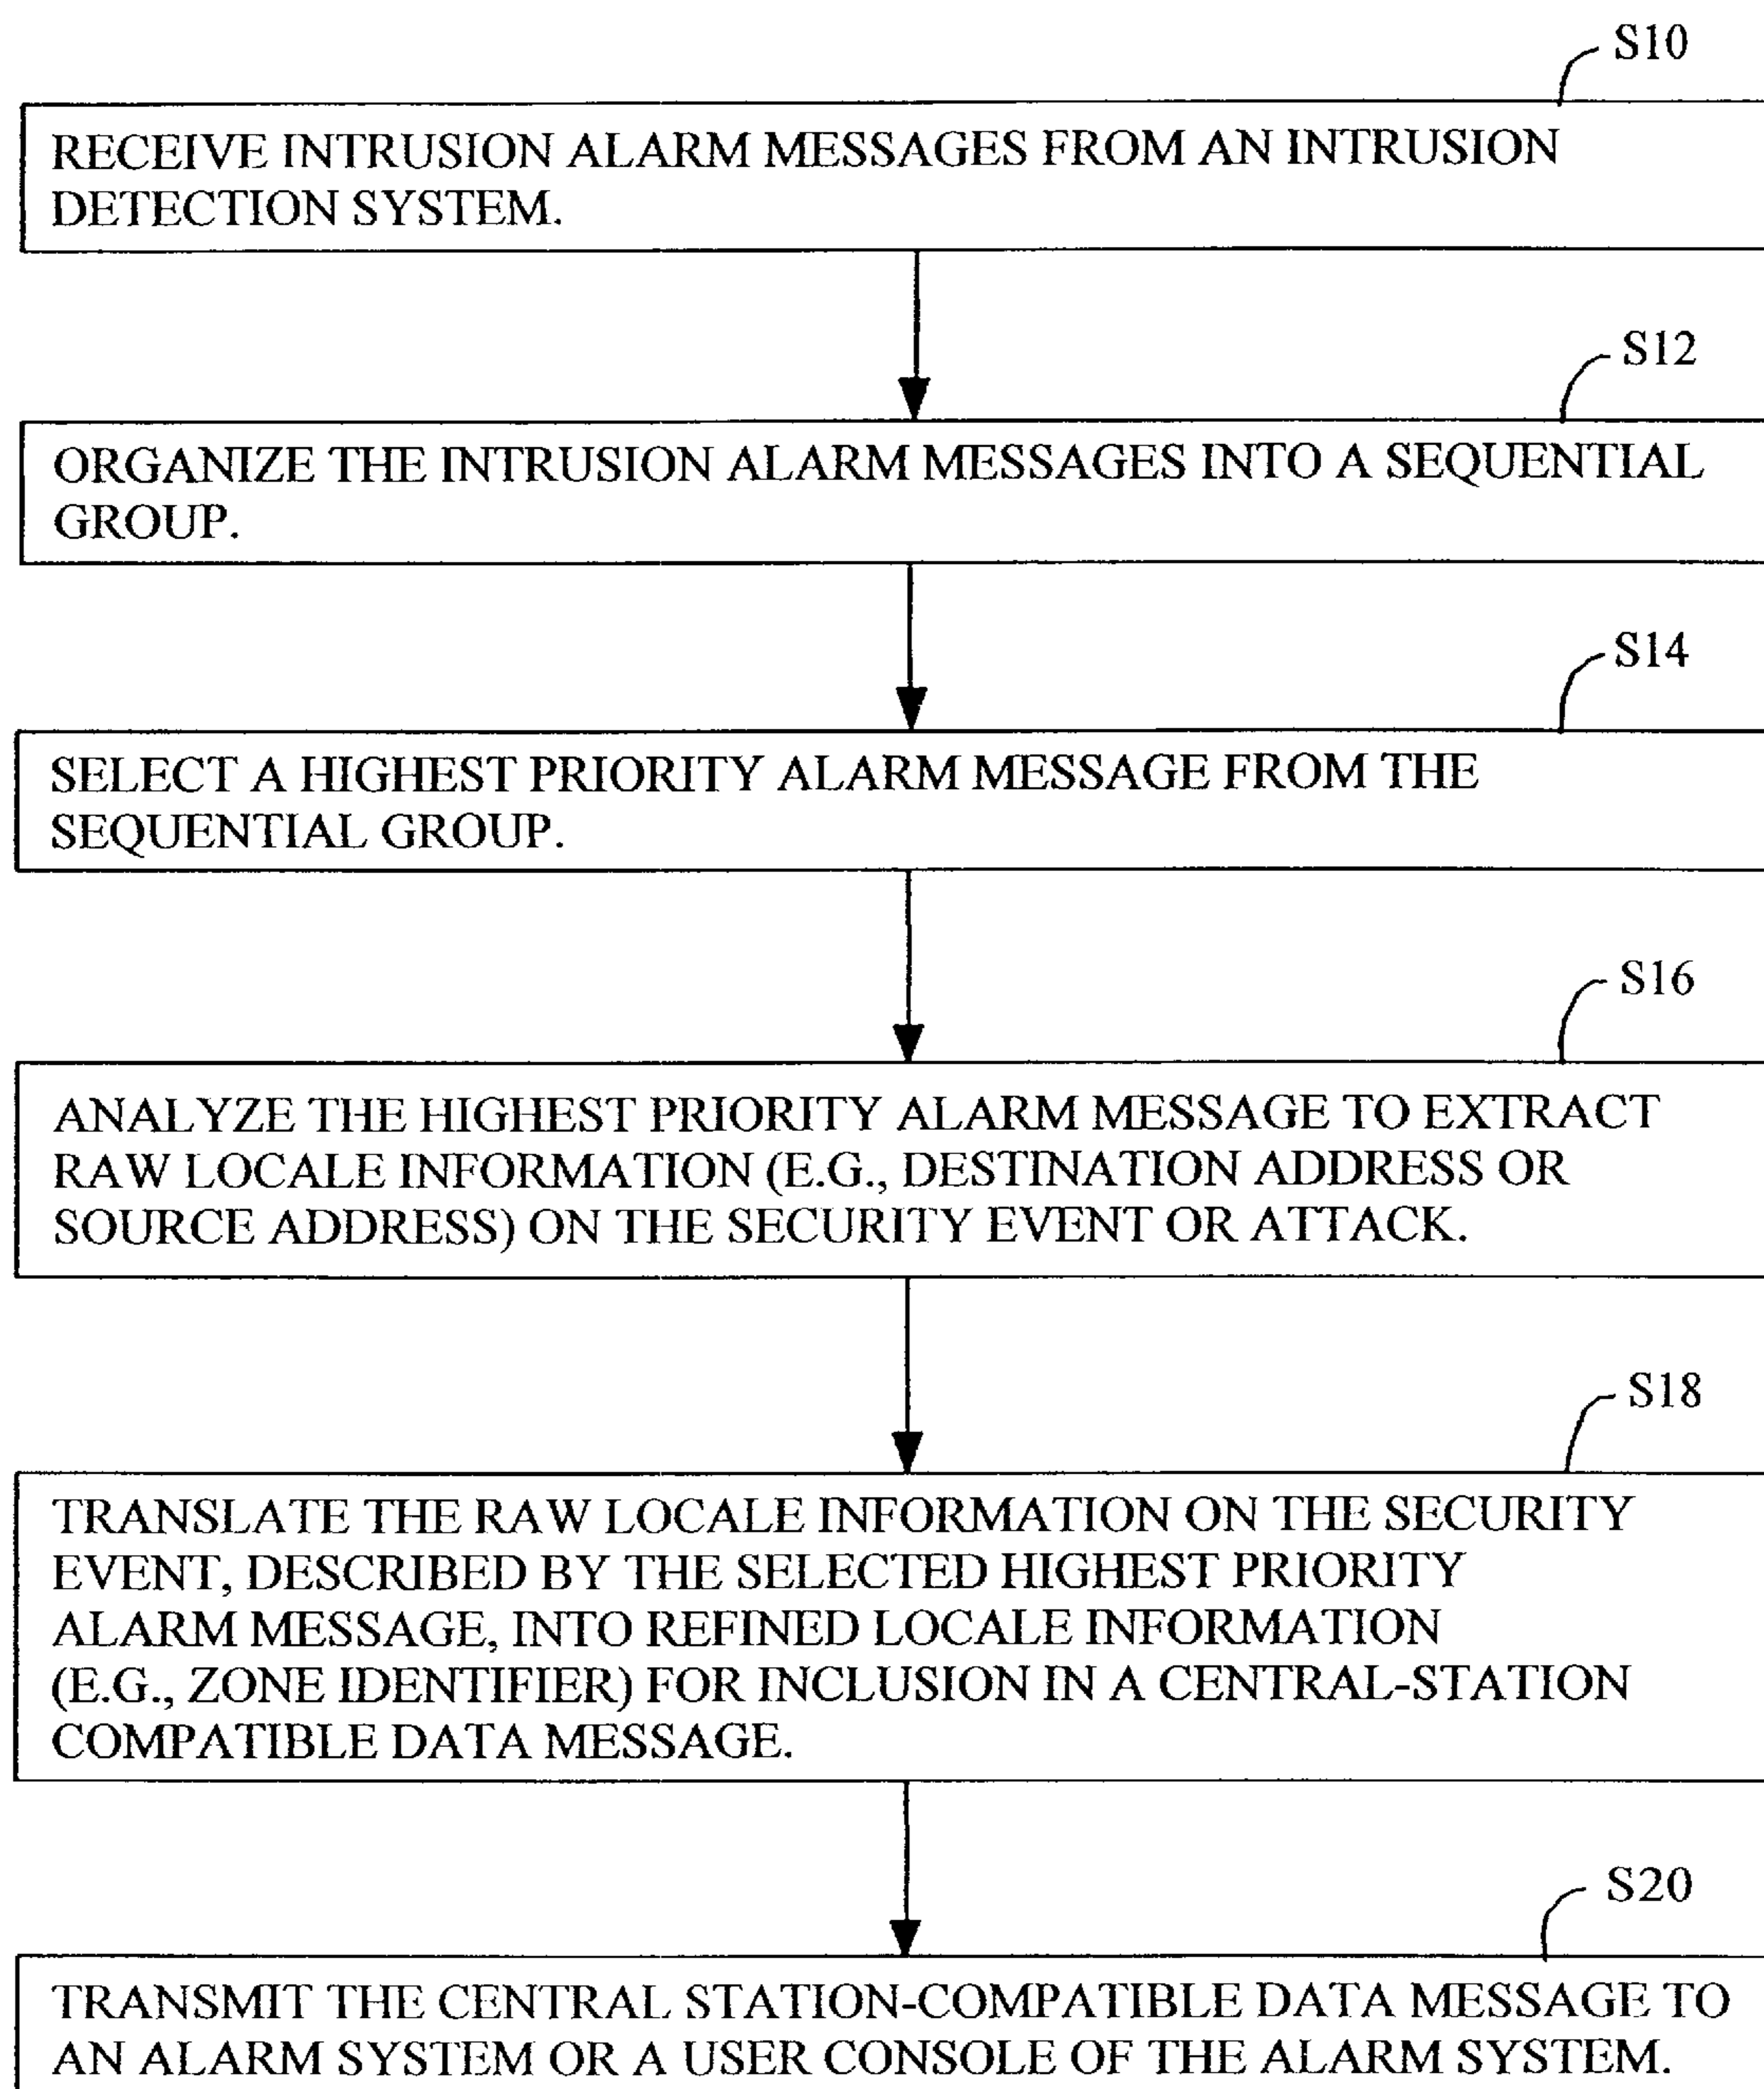 S10
RECEIVE INTRUSION ALARM MESSAGES FROM AN INTRUSION
DETECTION SYSTEM.
S12
ORGANIZE THE INTRUSION ALARM MESSAGES INTO A SEQUENTIAL
GROUP.
S14
SELECT A HIGHEST PRIORITY ALARM MESSAGE FROM THE
SEQUENTIAL GROUP.
S16
ANALYZE THE HIGHEST PRIORITY ALARM MESSAGE TO EXTRACT
RAW LOCALE INFORMATION (E.G., DESTINATION ADDRESS OR
SOURCE ADDRESS) ON THE SECURITY EVENT OR ATTACK.
S18
TRANSLATE THE RAW LOCALE INFORMATION ON THE SECURITY
EVENT, DESCRIBED BY THE SELECTED HIGHEST PRIORITY
ALARM MESSAGE, INTO REFINED LOCALE INFORMATION
(E.G., ZONE IDENTIFIER) FOR INCLUSION IN A CENTRAL-STATION
COMPATIBLE DATA MESSAGE.
S20
TRANSMIT THE CENTRAL STATION-COMPATIBLE DATA MESSAGE TO
AN ALARM SYSTEM OR A USER CONSOLE OF THE ALARM SYSTEM.